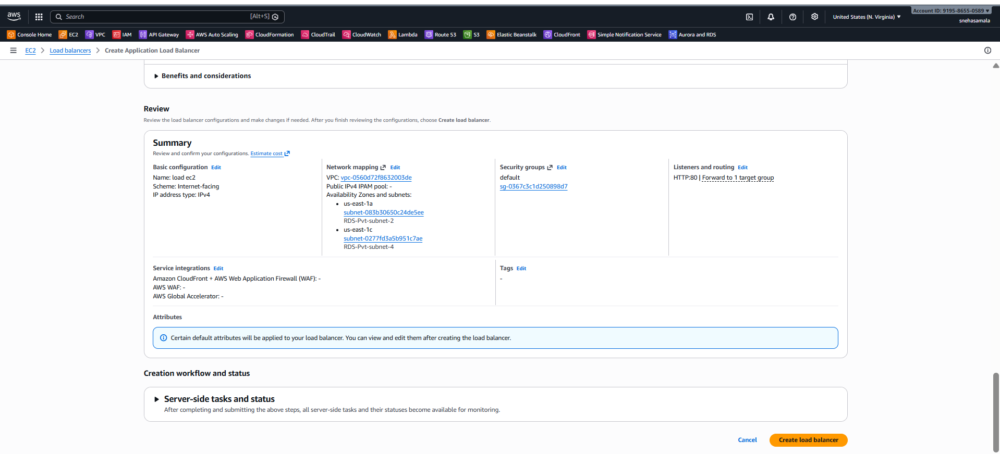 aws
Search
[Alt+S]
Account ID: 9195-8655-0589
United States (N. Virginia)
snehasamala
Console Home
EC2
VPC
IAM
API Gateway
AWS Auto Scaling
CloudFormation
CloudTrail
CloudWatch
Lambda
Route 53
S3
Elastic Beanstalk
CloudFront
Simple Notification Service
Aurora and RDS
EC2 > Load balancers > Create Application Load Balancer
Benefits and considerations
Review
Review the load balancer configurations and make changes if needed. After you finish reviewing the configurations, choose Create load balancer.
Summary
Review and confirm your configurations. Estimate cost
Basic configuration Edit
Name: load ec2
Scheme: Internet-facing
IP address type: IPv4
Network mapping Edit
VPC: vpc-0560d72f8632003de
Public IPv4 IPAM pool: -
Availability Zones and subnets:
• us-east-1a
subnet-083b30650c24de5ee
RDS-Pvt-subnet-2
• us-east-1c
subnet-0277fd3a5b951c7ae
RDS-Pvt-subnet-4
Security groups Edit
default
sg-0367c3c1d250898d7
Listeners and routing Edit
HTTP:80 | Forward to 1 target group
Service integrations Edit
Amazon CloudFront + AWS Web Application Firewall (WAF): -
AWS WAF: -
AWS Global Accelerator: -
Tags Edit
-
Attributes
Certain default attributes will be applied to your load balancer. You can view and edit them after creating the load balancer.
Creation workflow and status
Server-side tasks and status
After completing and submitting the above steps, all server-side tasks and their statuses become available for monitoring.
Cancel
Create load balancer